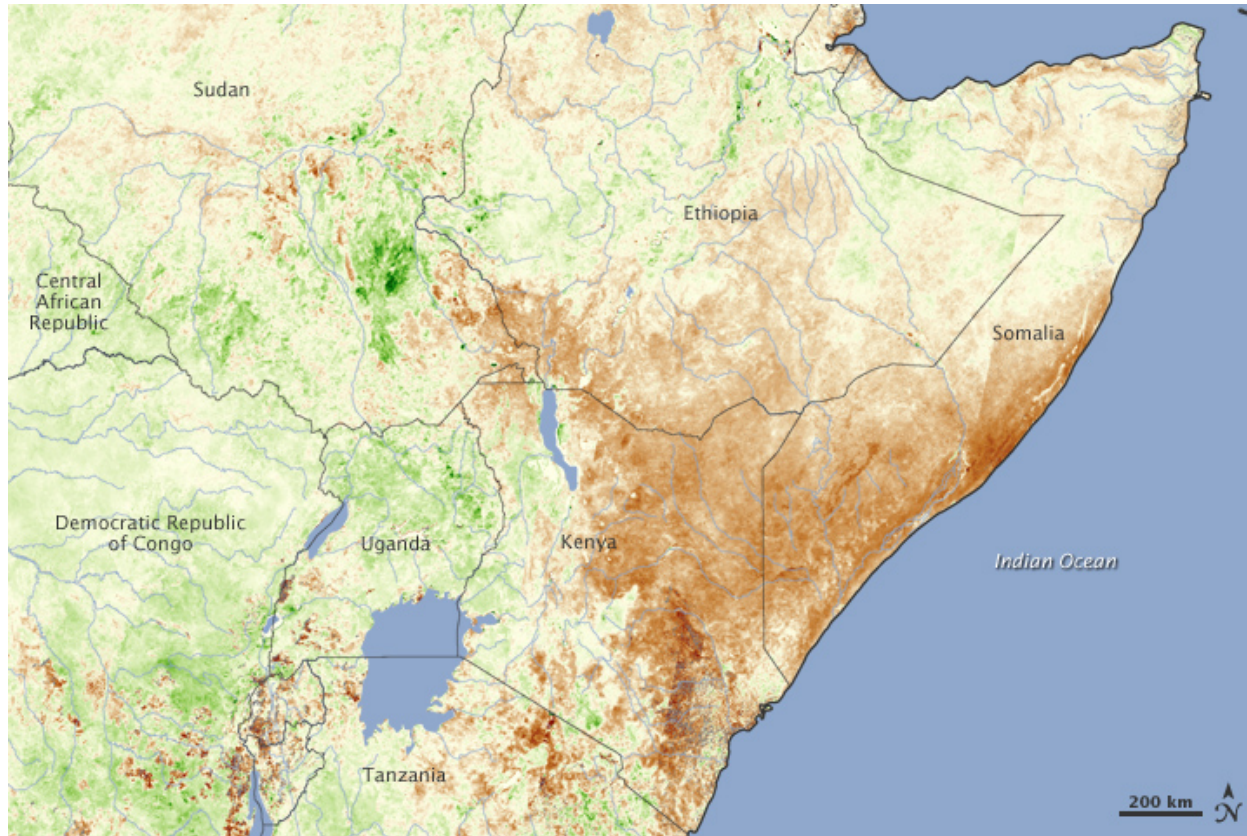 Sudan
Ethiopia
Central
African
Republic
Somalia
Democratic Republic
of Congo
Uganda
Kenya
Indian Ocean
Tanzania
200 km
N